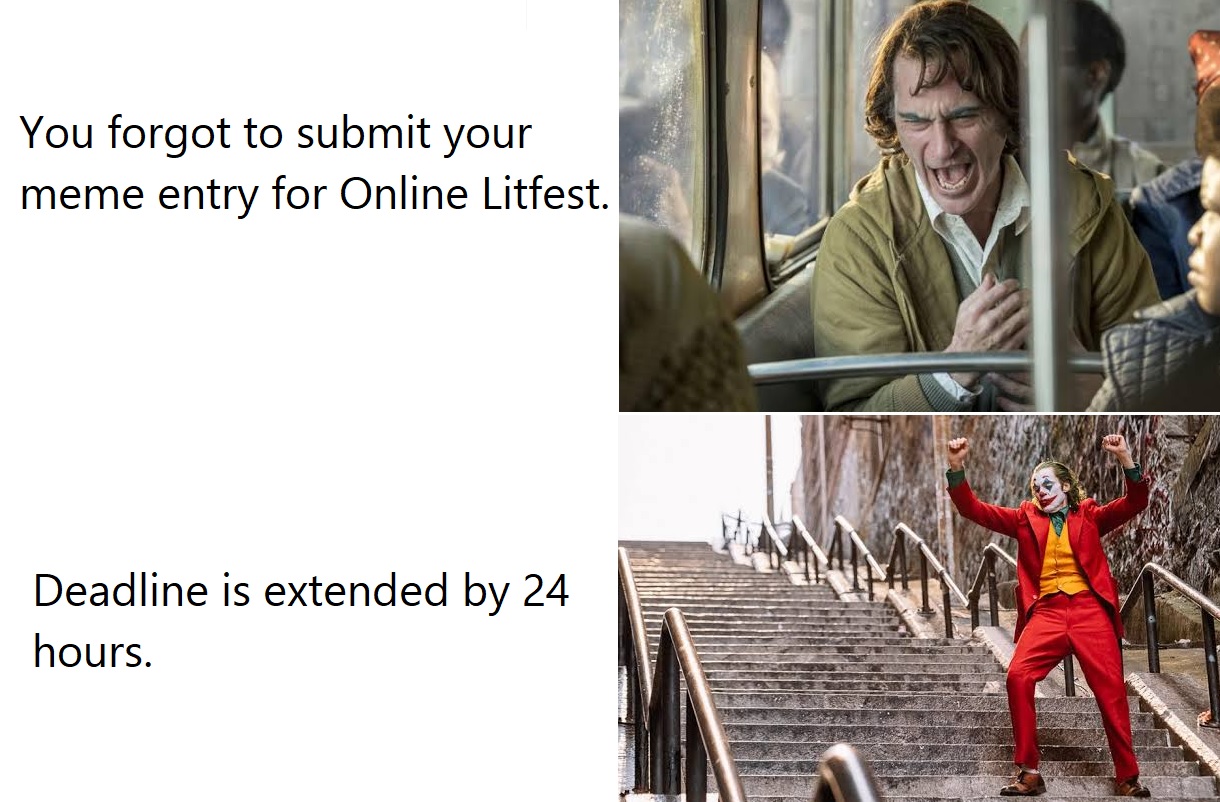 You forgot to submit your
meme entry for Online Litfest.
Deadline is extended by 24
hours.